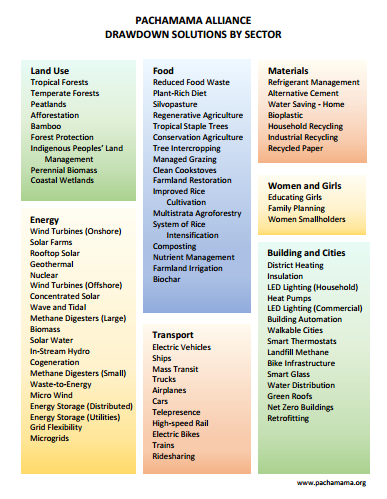 PACHAMAMA ALLIANCE
DRAWDOWN SOLUTIONS BY SECTOR
Land Use
Tropical Forests
Temperate Forests
Peatlands
Afforestation
Bamboo
Forest Protection
Indigenous Peoples' Land
Management
Perennial Biomass
Coastal Wetlands
Energy
Wind Turbines (Onshore)
Solar Farms
Rooftop Solar
Geothermal
Nuclear
Wind Turbines (Offshore)
Concentrated Solar
Wave and Tidal
Methane Digesters (Large)
Biomass
Solar Water
In-Stream Hydro
Cogeneration
Methane Digesters (Small)
Waste-to-Energy
Micro Wind
Energy Storage (Distributed)
Energy Storage (Utilities)
Grid Flexibility
Microgrids
Food
Reduced Food Waste
Plant-Rich Diet
Silvopasture
Regenerative Agriculture
Tropical Staple Trees
Conservation Agriculture
Tree Intercropping
Managed Grazing
Clean Cookstoves
Farmland Restoration
Improved Rice
Cultivation
Multistrata Agroforestry
System of Rice
Intensification
Composting
Nutrient Management
Farmland Irrigation
Biochar
Transport
Electric Vehicles
Ships
Mass Transit
Trucks
Airplanes
Cars
Telepresence
High-speed Rail
Electric Bikes
Trains
Ridesharing
Materials
Refrigerant Management
Alternative Cement
Water Saving - Home
Bioplastic
Household Recycling
Industrial Recycling
Recycled Paper
Women and Girls
Educating Girls
Family Planning
Women Smallholders
Building and Cities
District Heating
Insulation
LED Lighting (Household)
Heat Pumps
LED Lighting (Commercial)
Building Automation
Walkable Cities
Smart Thermostats
Landfill Methane
Bike Infrastructure
Smart Glass
Water Distribution
Green Roofs
Net Zero Buildings
Retrofitting
www.pachamama.org